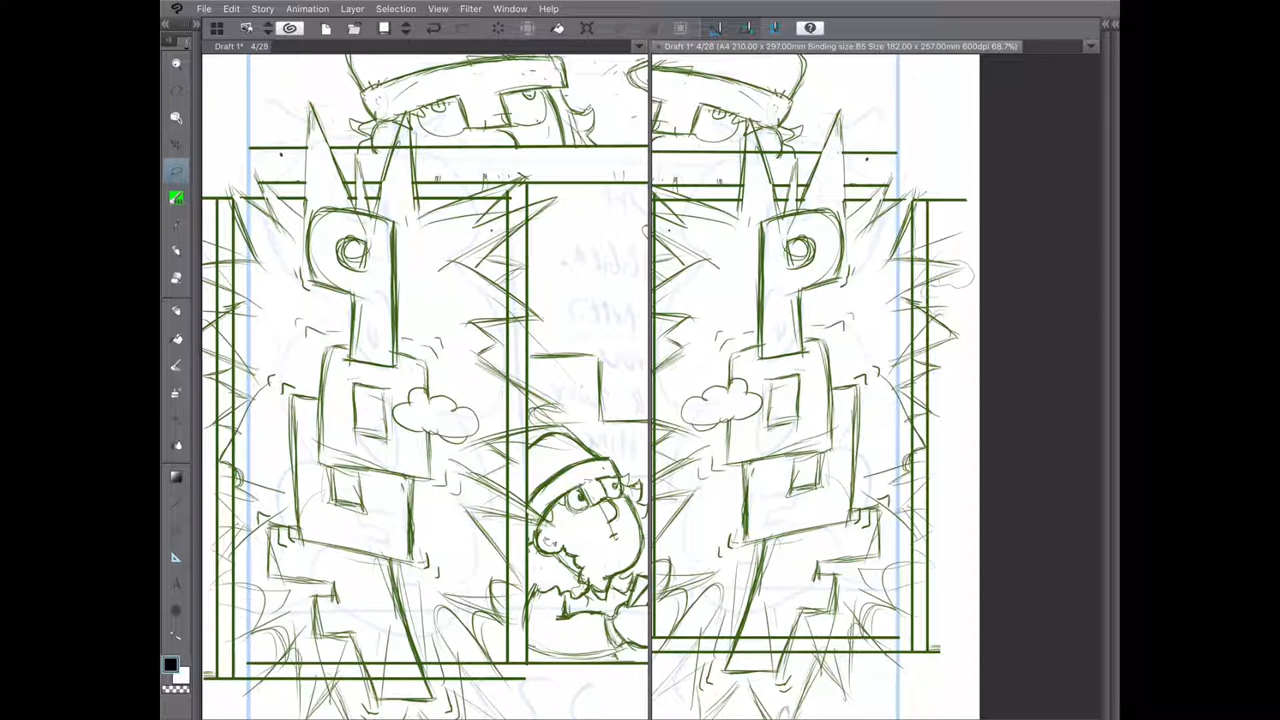 File Edit Story Animation Layer Selection View Filter Window Help
Draft 1* 4/28
Draft 1* 4/28 (A4 210.00 x 297.00mm Binding size:B5 Size 182.00 x 257.00mm 600dpi 68.7%)